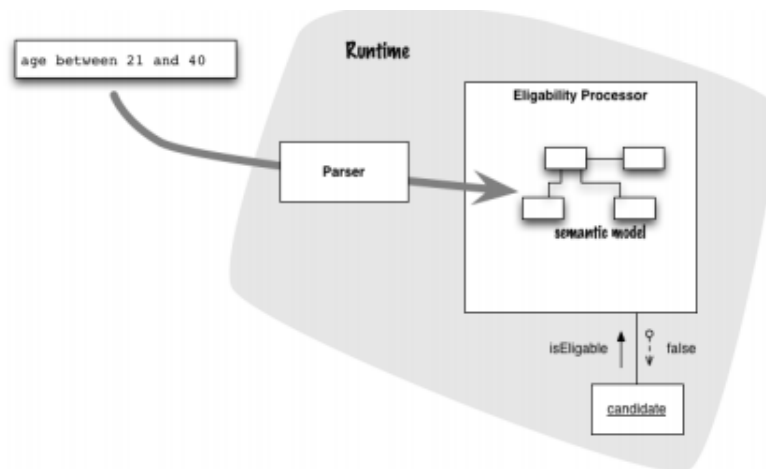 Runtime
age between 21 and 40
Eligability Processor
Parser
semantic model
isEligable
false
candidate